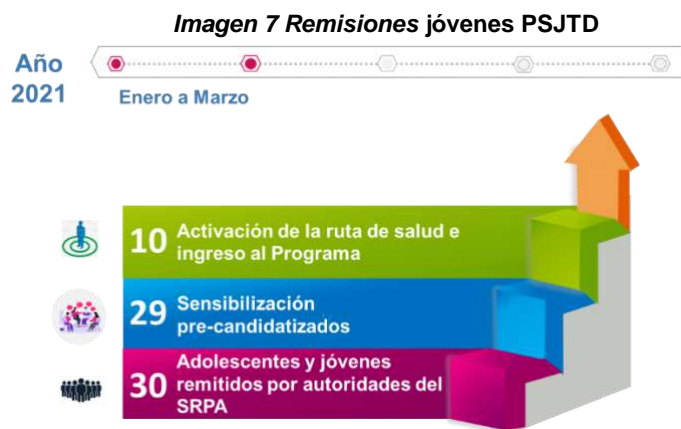 Imagen 7 Remisiones jóvenes PSJTD
Año
2021
Enero a Marzo
10 Activación de la ruta de salud e
ingreso al Programa
29 Sensibilización
pre-candidatizados
30 Adolescentes y jóvenes
remitidos por autoridades del
SRPA